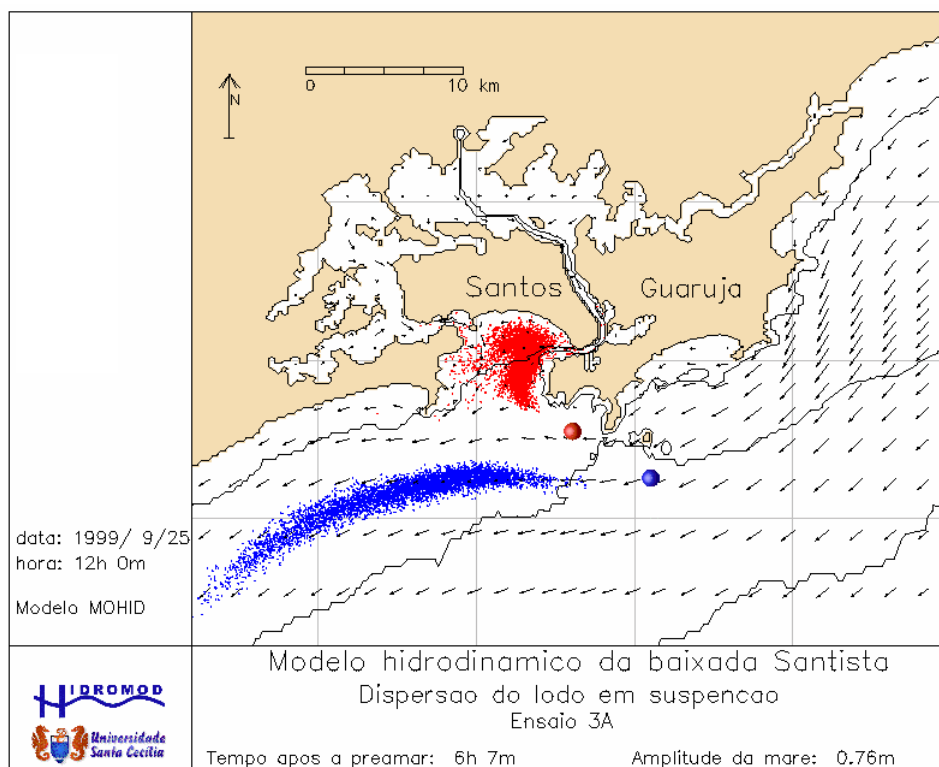 N
0 10 km
Santos Guaruja
data: 1999/ 9/25
hora: 12h 0m
Modelo MOHID
Modelo hidrodinamico da baixada Santista
Dispersao do lodo em suspencao
Ensaio 3A
HIDROMOD
Universidade
Santa Cecília
Tempo apos a preamar: 6h 7m Amplitude da mare: 0.76m